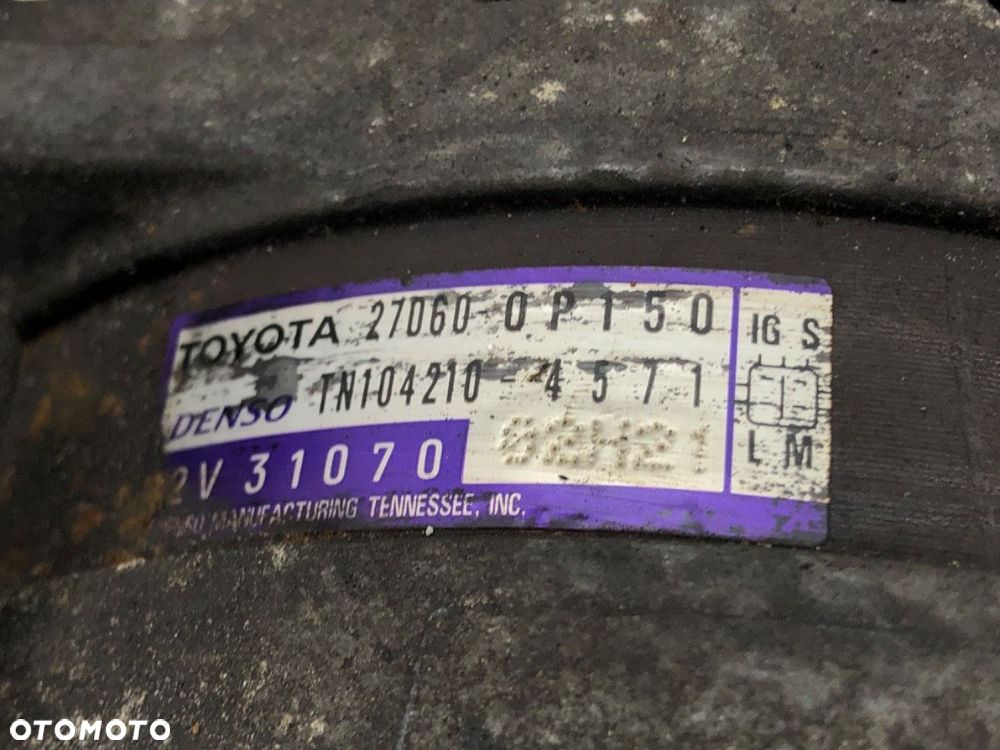 TOYOTA 27060-0P150
IG S
DENSO TN104210-4571
2V 31070
L M
MANUFACTURING TENNESSEE, INC.
OTOMOTO